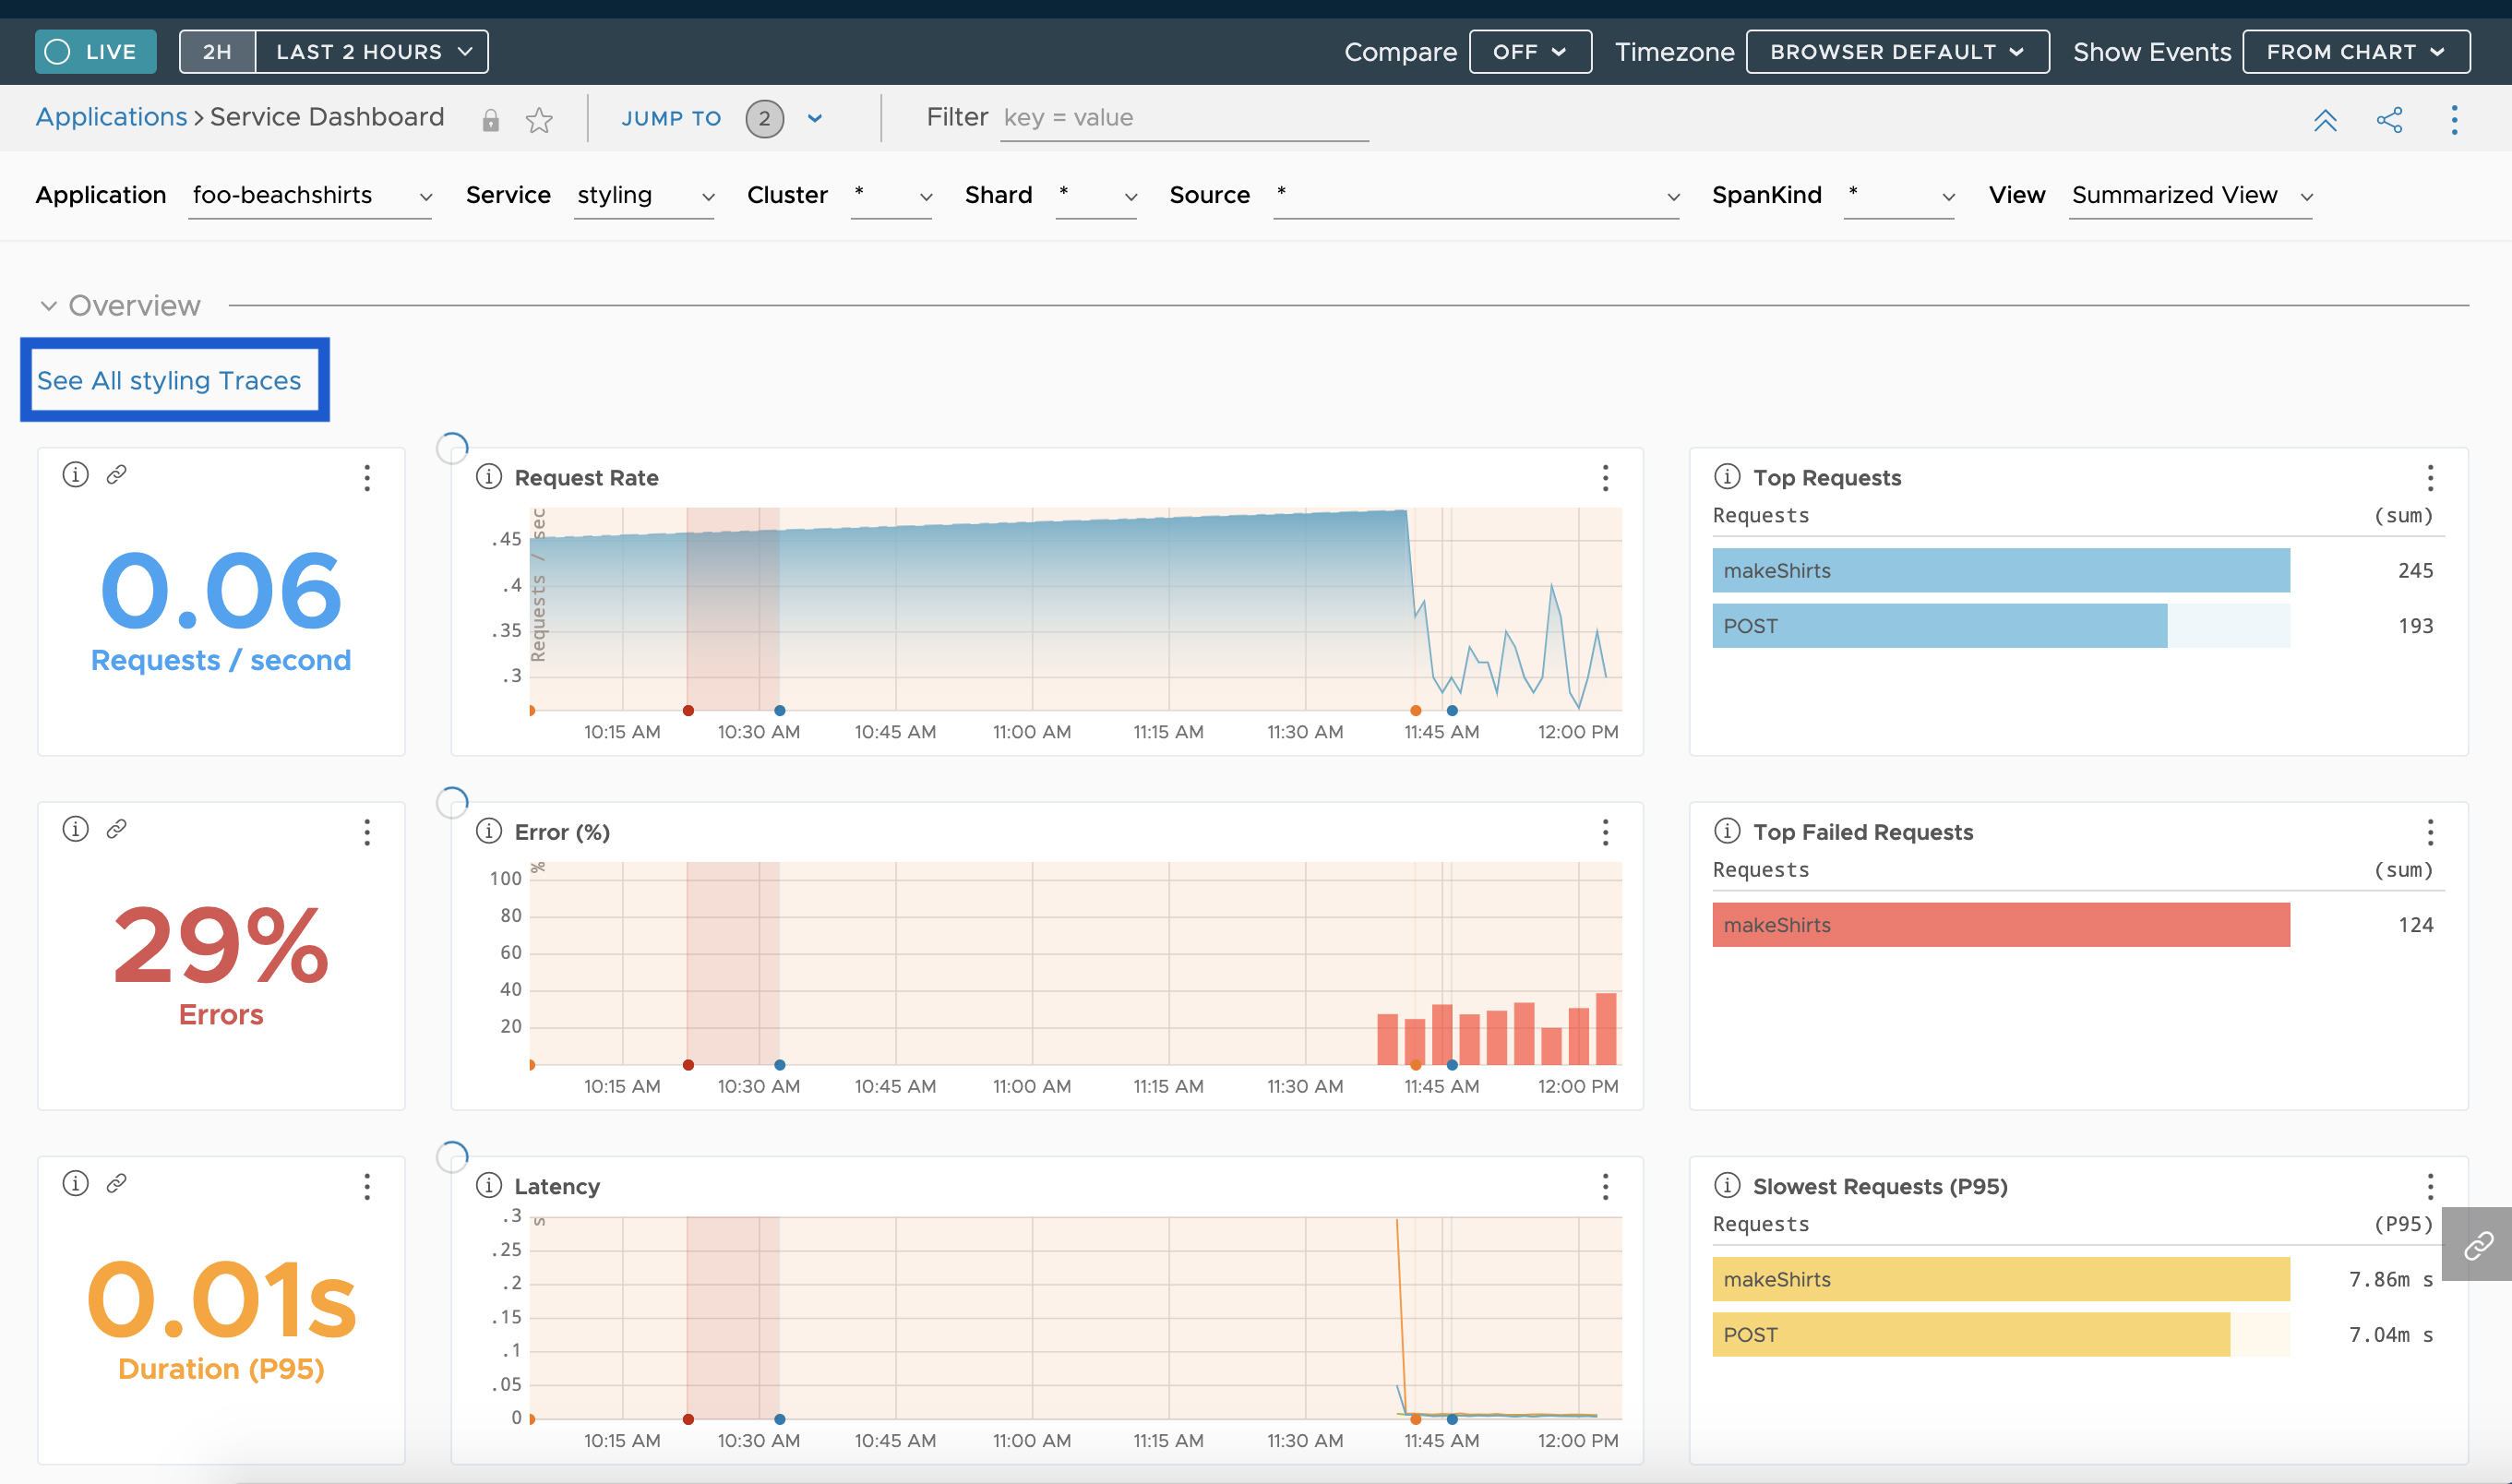 LIVE 2H LAST 2 HOURS Compare OFF Timezone BROWSER DEFAULT Show Events FROM CHART
Applications > Service Dashboard JUMP TO 2 Filter key = value
Application foo-beachshirts Service styling Cluster * Shard * Source * SpanKind * View Summarized View
Overview
See All styling Traces
0.06
Requests / second
Request Rate
Requests / sec
.45
.4
.35
.3
10:15 AM 10:30 AM 10:45 AM 11:00 AM 11:15 AM 11:30 AM 11:45 AM 12:00 PM
Top Requests
Requests (sum)
makeShirts 245
POST 193
29%
Errors
Error (%)
%
100
80
60
40
20
10:15 AM 10:30 AM 10:45 AM 11:00 AM 11:15 AM 11:30 AM 11:45 AM 12:00 PM
Top Failed Requests
Requests (sum)
makeShirts 124
0.01s
Duration (P95)
Latency
s
.3
.25
.2
.15
.1
.05
0
10:15 AM 10:30 AM 10:45 AM 11:00 AM 11:15 AM 11:30 AM 11:45 AM 12:00 PM
Slowest Requests (P95)
Requests (P95)
makeShirts 7.86m s
POST 7.04m s